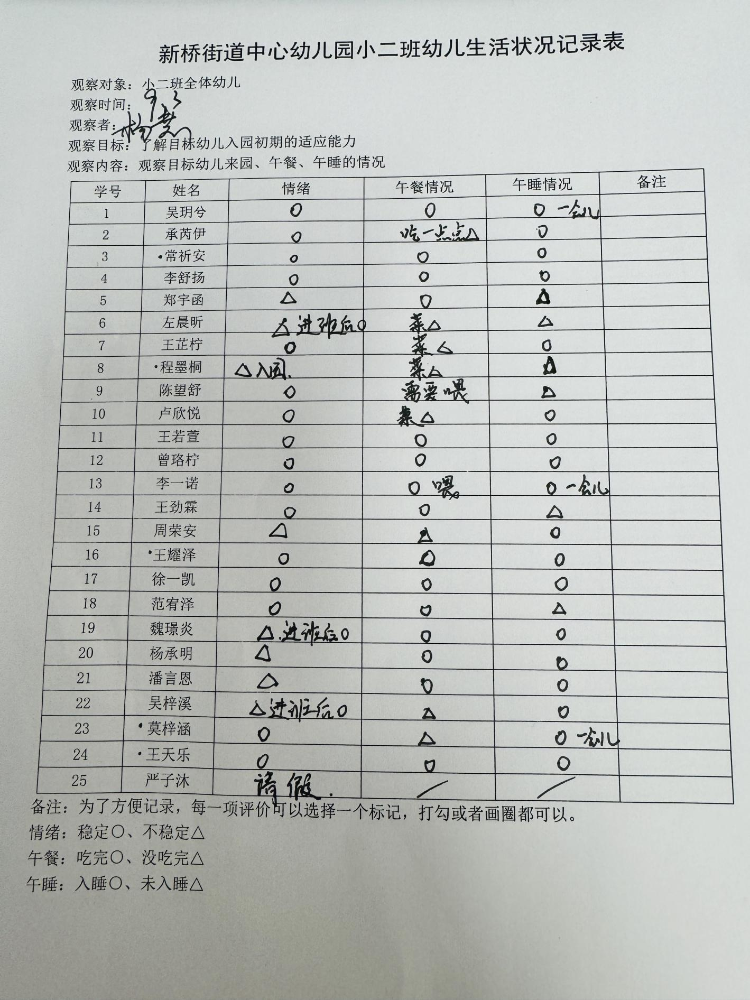 新桥街道中心幼儿园小二班幼儿生活状况记录表
观察对象：小二班全体幼儿
观察时间：9.3
观察者：杨慧
观察目标：了解目标幼儿入园初期的适应能力
观察内容：观察目标幼儿来园、午餐、午睡的情况
学号 姓名 情绪 午餐情况 午睡情况 备注
1 吴玥兮 ○ ○ ○ 一会儿
2 承芮伊 ○ 吃一点点△ ○
3 ·常祈安 ○ ○ ○
4 李舒扬 ○ ○ ○
5 郑宇函 △ ○ △
6 左晨昕 △ 进班后○ 菜△ △
7 王芷柠 ○ 菜△ ○
8 ·程墨桐 △入园. 菜△ △
9 陈望舒 ○ 需要喂 △
10 卢欣悦 ○ 菜△ ○
11 王若萱 ○ ○ ○
12 曾珞柠 ○ ○ ○
13 李一诺 ○ ○ 喂 ○ 一会儿
14 王劲霖 ○ ○ △
15 周荣安 △ △ ○
16 ·王耀泽 ○ ○ ○
17 徐一凯 ○ ○ ○
18 范宥泽 ○ ○ △
19 魏璟炎 △.进班后○ ○ ○
20 杨承明 △ ○ ○
21 潘言恩 △ ○ ○
22 吴梓溪 △进班后○ △ ○
23 ·莫梓涵 ○ △ ○ 一会儿
24 ·王天乐 ○ ○ ○
25 严子沐 请假. / /
备注：为了方便记录，每一项评价可以选择一个标记，打勾或者画圈都可以。
情绪：稳定○、不稳定△
午餐：吃完○、没吃完△
午睡：入睡○、未入睡△